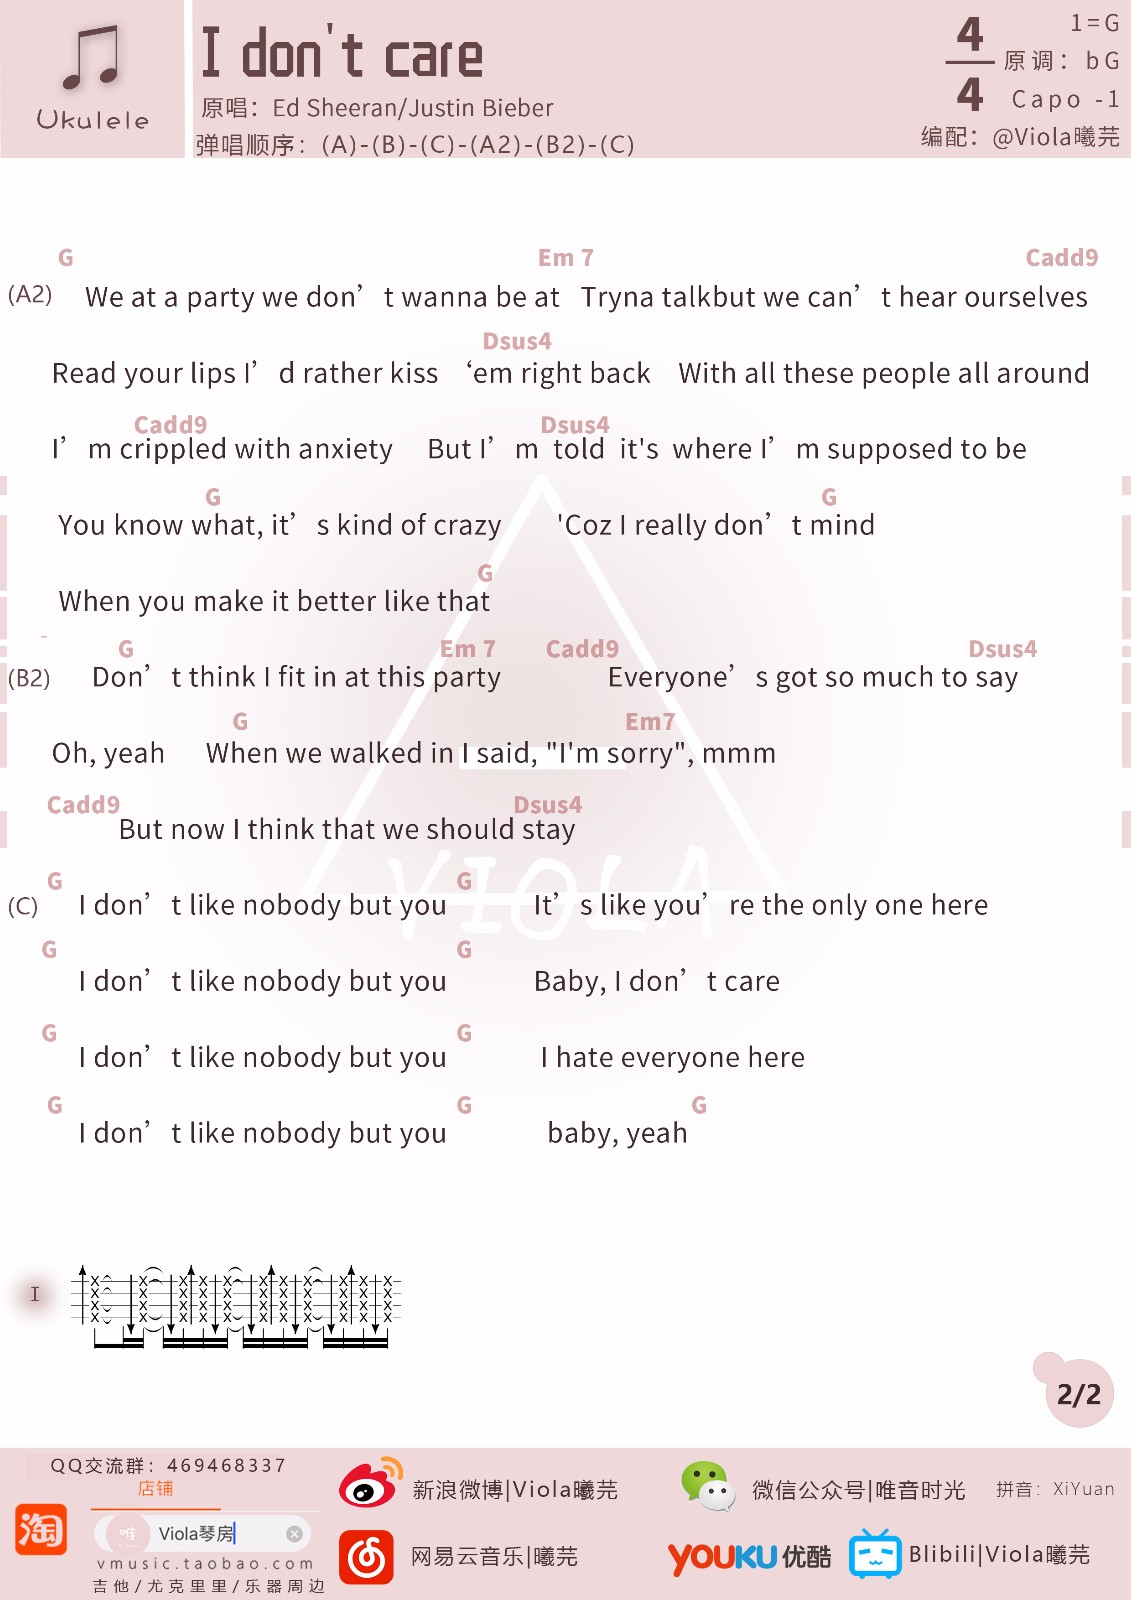 I don't care
原唱：Ed Sheeran/Justin Bieber
弹唱顺序：(A)-(B)-(C)-(A2)-(B2)-(C)
Ukulele
4
4
1=G
原调：bG
Capo -1
编配：@Viola曦芫
G Em 7 Cadd9
(A2) We at a party we don’t wanna be at Tryna talkbut we can’t hear ourselves
Dsus4
Read your lips I’d rather kiss ‘em right back With all these people all around
Cadd9 Dsus4
I’m crippled with anxiety But I’m told it's where I’m supposed to be
G G
You know what, it’s kind of crazy 'Coz I really don’t mind
G
When you make it better like that
-
G Em 7 Cadd9 Dsus4
(B2) Don’t think I fit in at this party Everyone’s got so much to say
G Em7
Oh, yeah When we walked in I said, "I'm sorry", mmm
Cadd9 Dsus4
But now I think that we should stay
G G
(C) I don’t like nobody but you It’s like you’re the only one here
G G
I don’t like nobody but you Baby, I don’t care
G G
I don’t like nobody but you I hate everyone here
G G G
I don’t like nobody but you baby, yeah
VIOLA
I
2/2
QQ交流群：469468337
店铺
淘
唯 Viola琴房
vmusic.taobao.com
吉他/尤克里里/乐器周边
新浪微博|Viola曦芫
网易云音乐|曦芫
微信公众号|唯音时光
拼音：XiYuan
YOUKU 优酷
Blibili|Viola曦芫